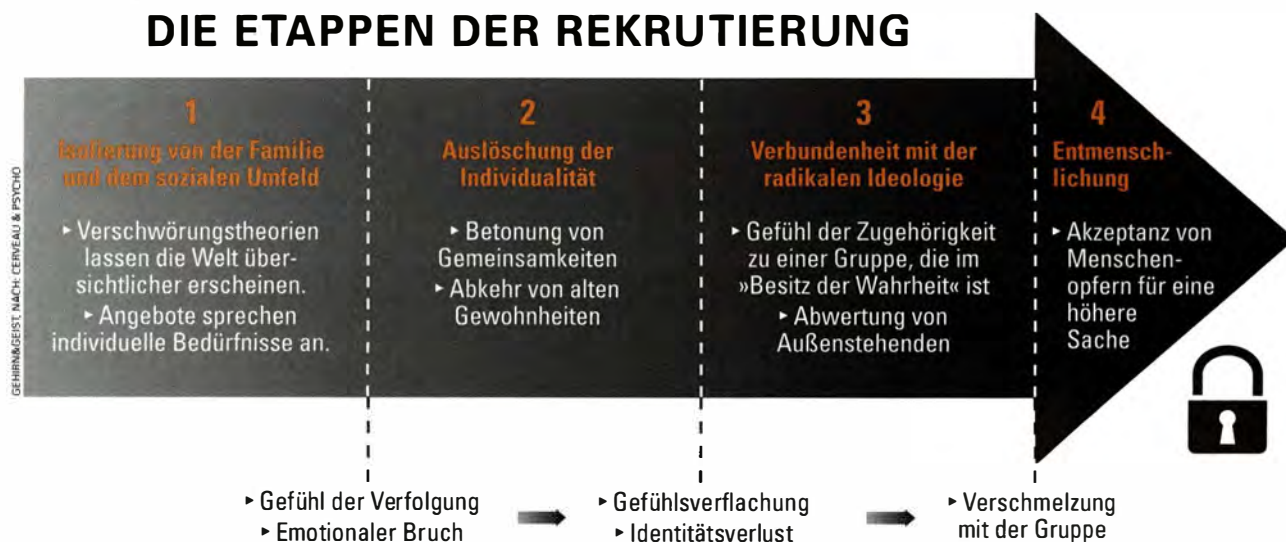 DIE ETAPPEN DER REKRUTIERUNG
1
Isolierung von der Familie
und dem sozialen Umfeld
▸ Verschwörungstheorien
lassen die Welt über-
sichtlicher erscheinen.
▸ Angebote sprechen
individuelle Bedürfnisse an.
2
Auslöschung der
Individualität
▸ Betonung von
Gemeinsamkeiten
▸ Abkehr von alten
Gewohnheiten
3
Verbundenheit mit der
radikalen Ideologie
▸ Gefühl der Zugehörigkeit
zu einer Gruppe, die im
»Besitz der Wahrheit« ist
▸ Abwertung von
Außenstehenden
4
Entmensch-
lichung
▸ Akzeptanz von
Menschen-
opfern für eine
höhere
Sache
▸ Gefühl der Verfolgung
▸ Emotionaler Bruch
▸ Gefühlsverflachung
▸ Identitätsverlust
▸ Verschmelzung
mit der Gruppe
GEHIRN&GEIST, NACH: CERVEAU & PSYCHO